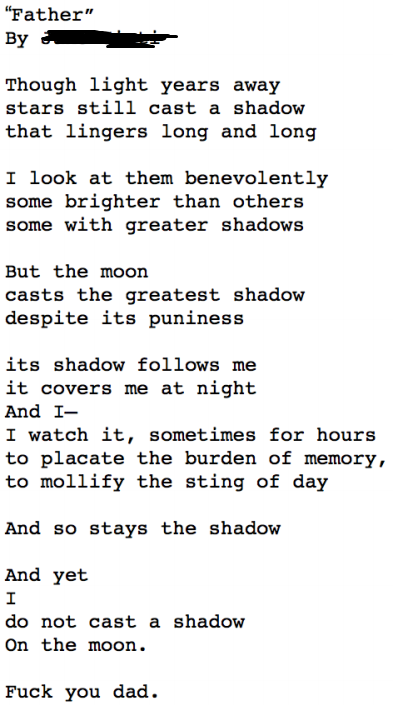 “Father”
By
Though light years away
stars still cast a shadow
that lingers long and long
I look at them benevolently
some brighter than others
some with greater shadows
But the moon
casts the greatest shadow
despite its puniness
its shadow follows me
it covers me at night
And I—
I watch it, sometimes for hours
to placate the burden of memory,
to mollify the sting of day
And so stays the shadow
And yet
I
do not cast a shadow
On the moon.
Fuck you dad.